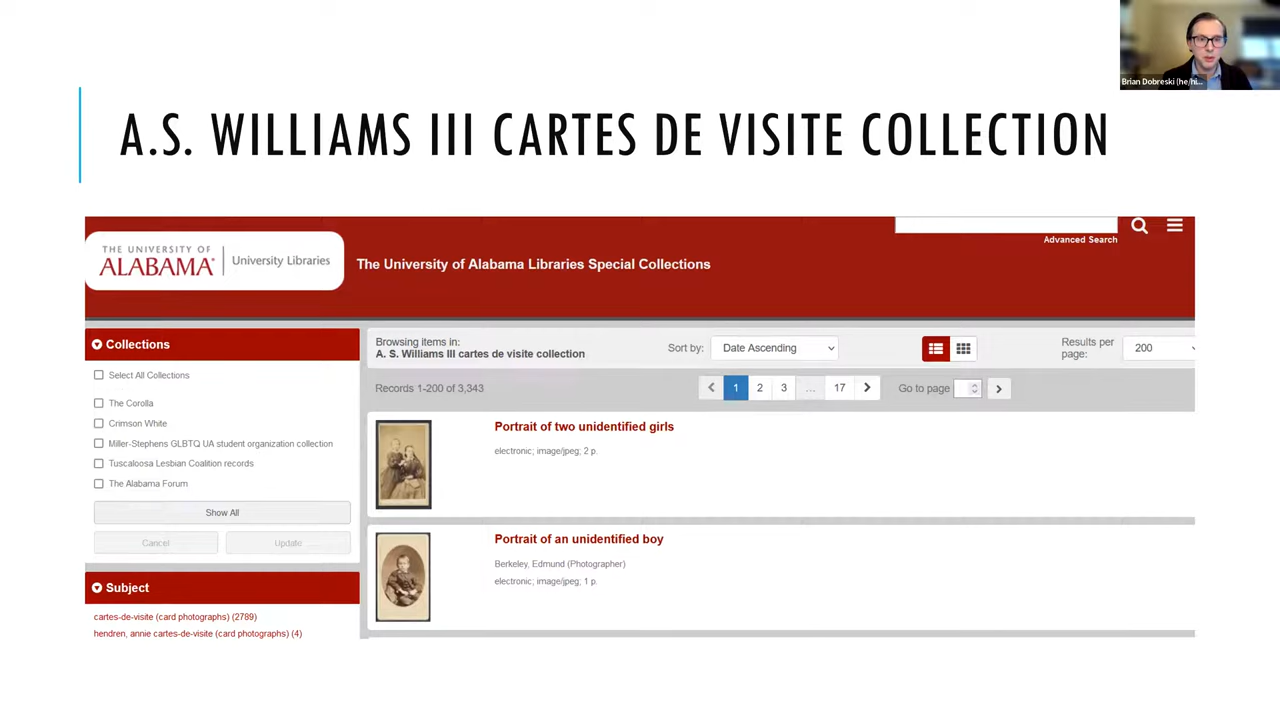 Brian Dobreski (he/hi...
A.S. WILLIAMS III CARTES DE VISITE COLLECTION
THE UNIVERSITY OF
ALABAMA®
University Libraries
The University of Alabama Libraries Special Collections
Advanced Search
Collections
Select All Collections
The Corolla
Crimson White
Miller-Stephens GLBTQ UA student organization collection
Tuscaloosa Lesbian Coalition records
The Alabama Forum
Show All
Cancel Update
Subject
cartes-de-visite (card photographs) (2789)
hendren, annie cartes-de-visite (card photographs) (4)
Browsing items in:
A. S. Williams III cartes de visite collection
Sort by: Date Ascending
Results per
page:
200
Records 1-200 of 3,343
1 2 3 ... 17
Go to page
Portrait of two unidentified girls
electronic; image/jpeg; 2 p.
Portrait of an unidentified boy
Berkeley, Edmund (Photographer)
electronic; image/jpeg; 1 p.